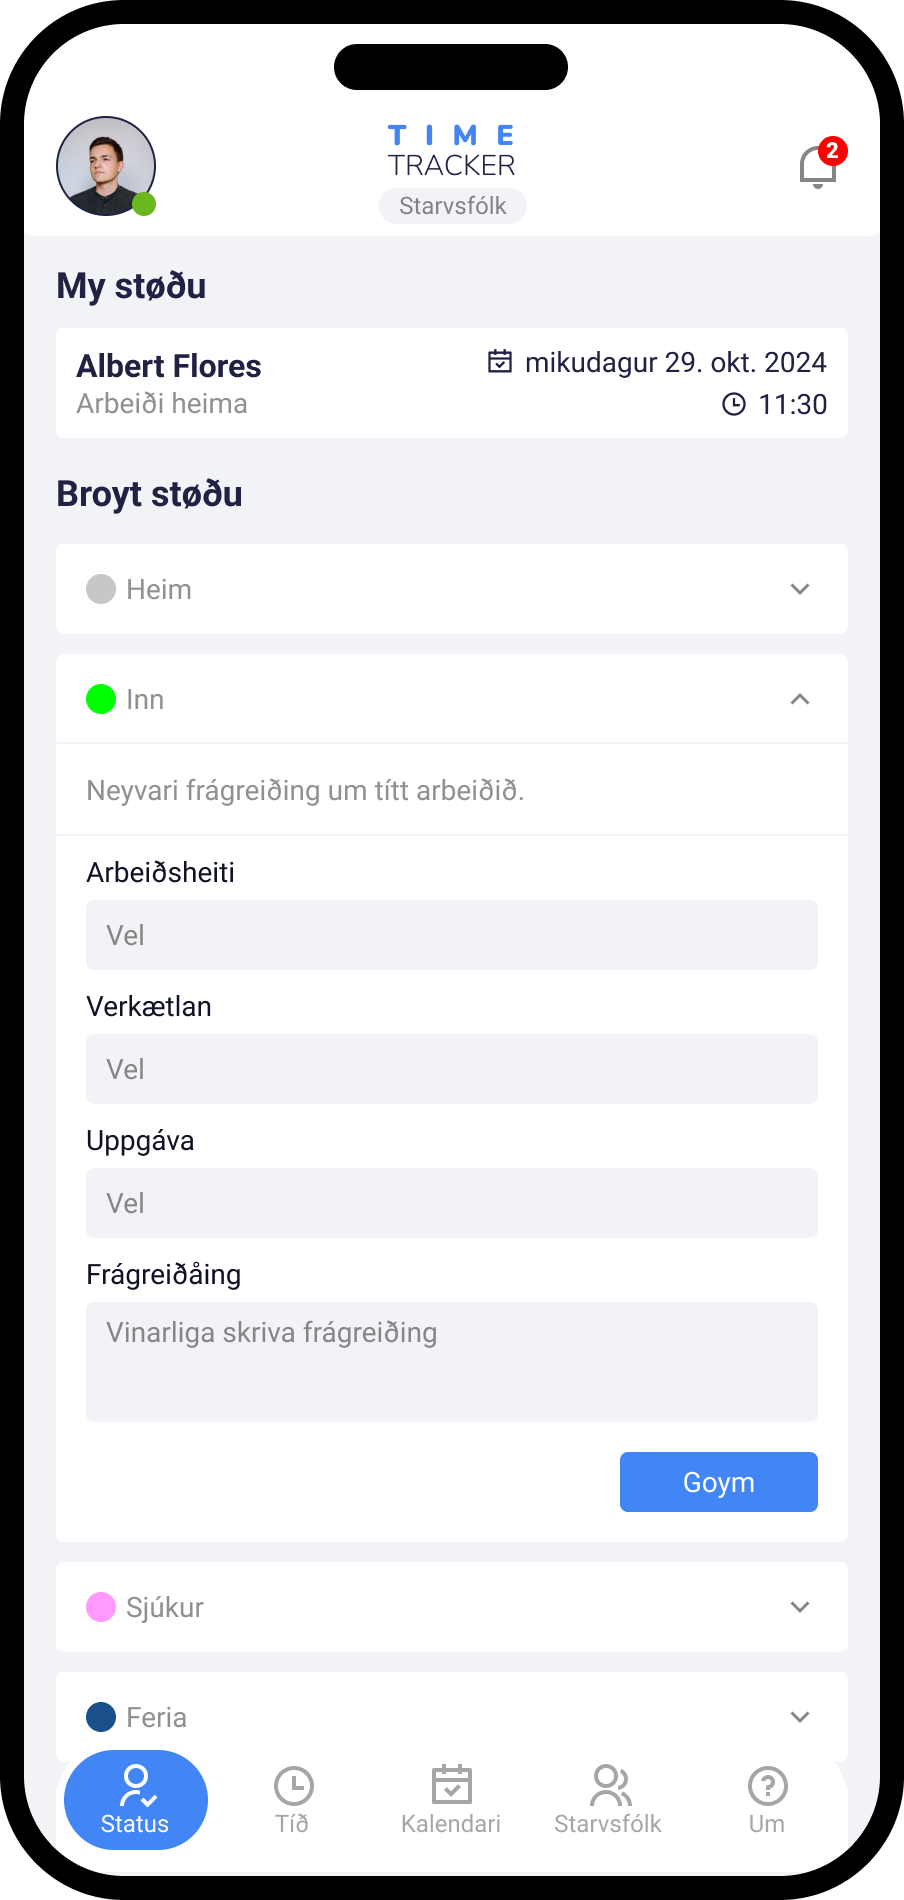 TIME
TRACKER
2
Starvsfólk
My støðu
Albert Flores
mikudagur 29. okt. 2024
Arbeiði heima
11:30
Broyt støðu
Heim
Inn
Neyvari frágreiðing um títt arbeiðið.
Arbeiðsheiti
Vel
Verkætlan
Vel
Uppgáva
Vel
Frágreiðåing
Vinarliga skriva frágreiðing
Goym
Sjúkur
Feria
Status
Tíð
Kalendari
Starvsfólk
Um